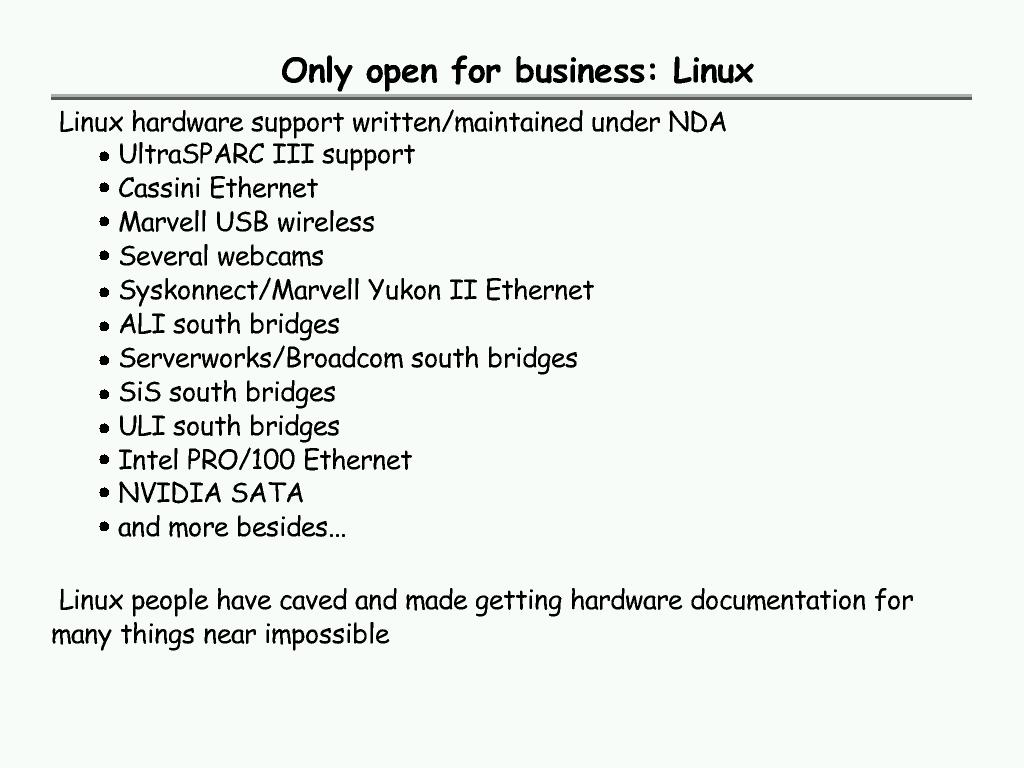 Only open for business: Linux
Linux hardware support written/maintained under NDA
• UltraSPARC III support
• Cassini Ethernet
• Marvell USB wireless
• Several webcams
• Syskonnect/Marvell Yukon II Ethernet
• ALI south bridges
• Serverworks/Broadcom south bridges
• SiS south bridges
• ULI south bridges
• Intel PRO/100 Ethernet
• NVIDIA SATA
• and more besides...
Linux people have caved and made getting hardware documentation for
many things near impossible